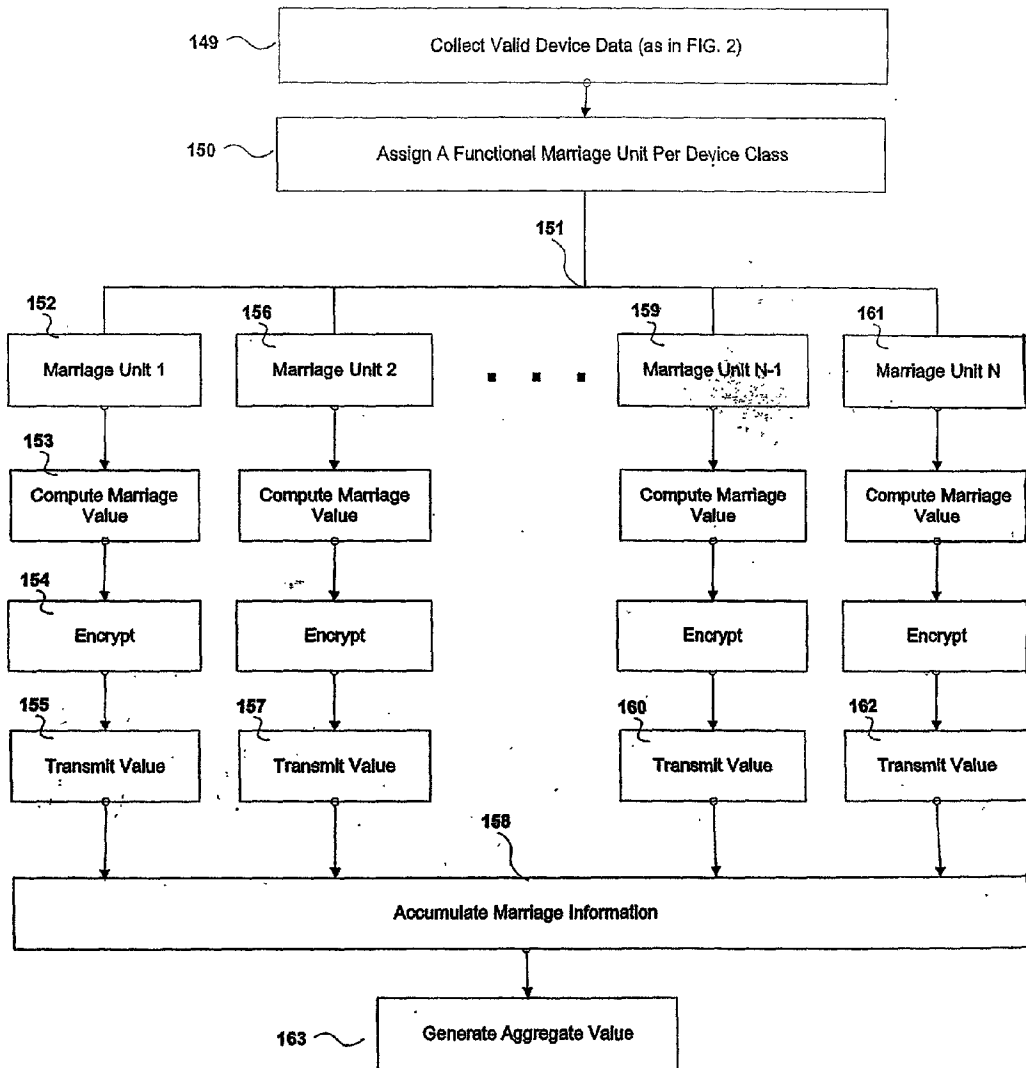 149
Collect Valid Device Data (as in FIG. 2)
150
Assign A Functional Marriage Unit Per Device Class
151
152
156
159
161
Marriage Unit 1
Marriage Unit 2
Marriage Unit N-1
Marriage Unit N
153
Compute Marriage
Value
Compute Marriage
Value
Compute Marriage
Value
Compute Marriage
Value
154
Encrypt
Encrypt
Encrypt
Encrypt
155
157
160
162
Transmit Value
Transmit Value
Transmit Value
Transmit Value
158
Accumulate Marriage Information
163
Generate Aggregate Value